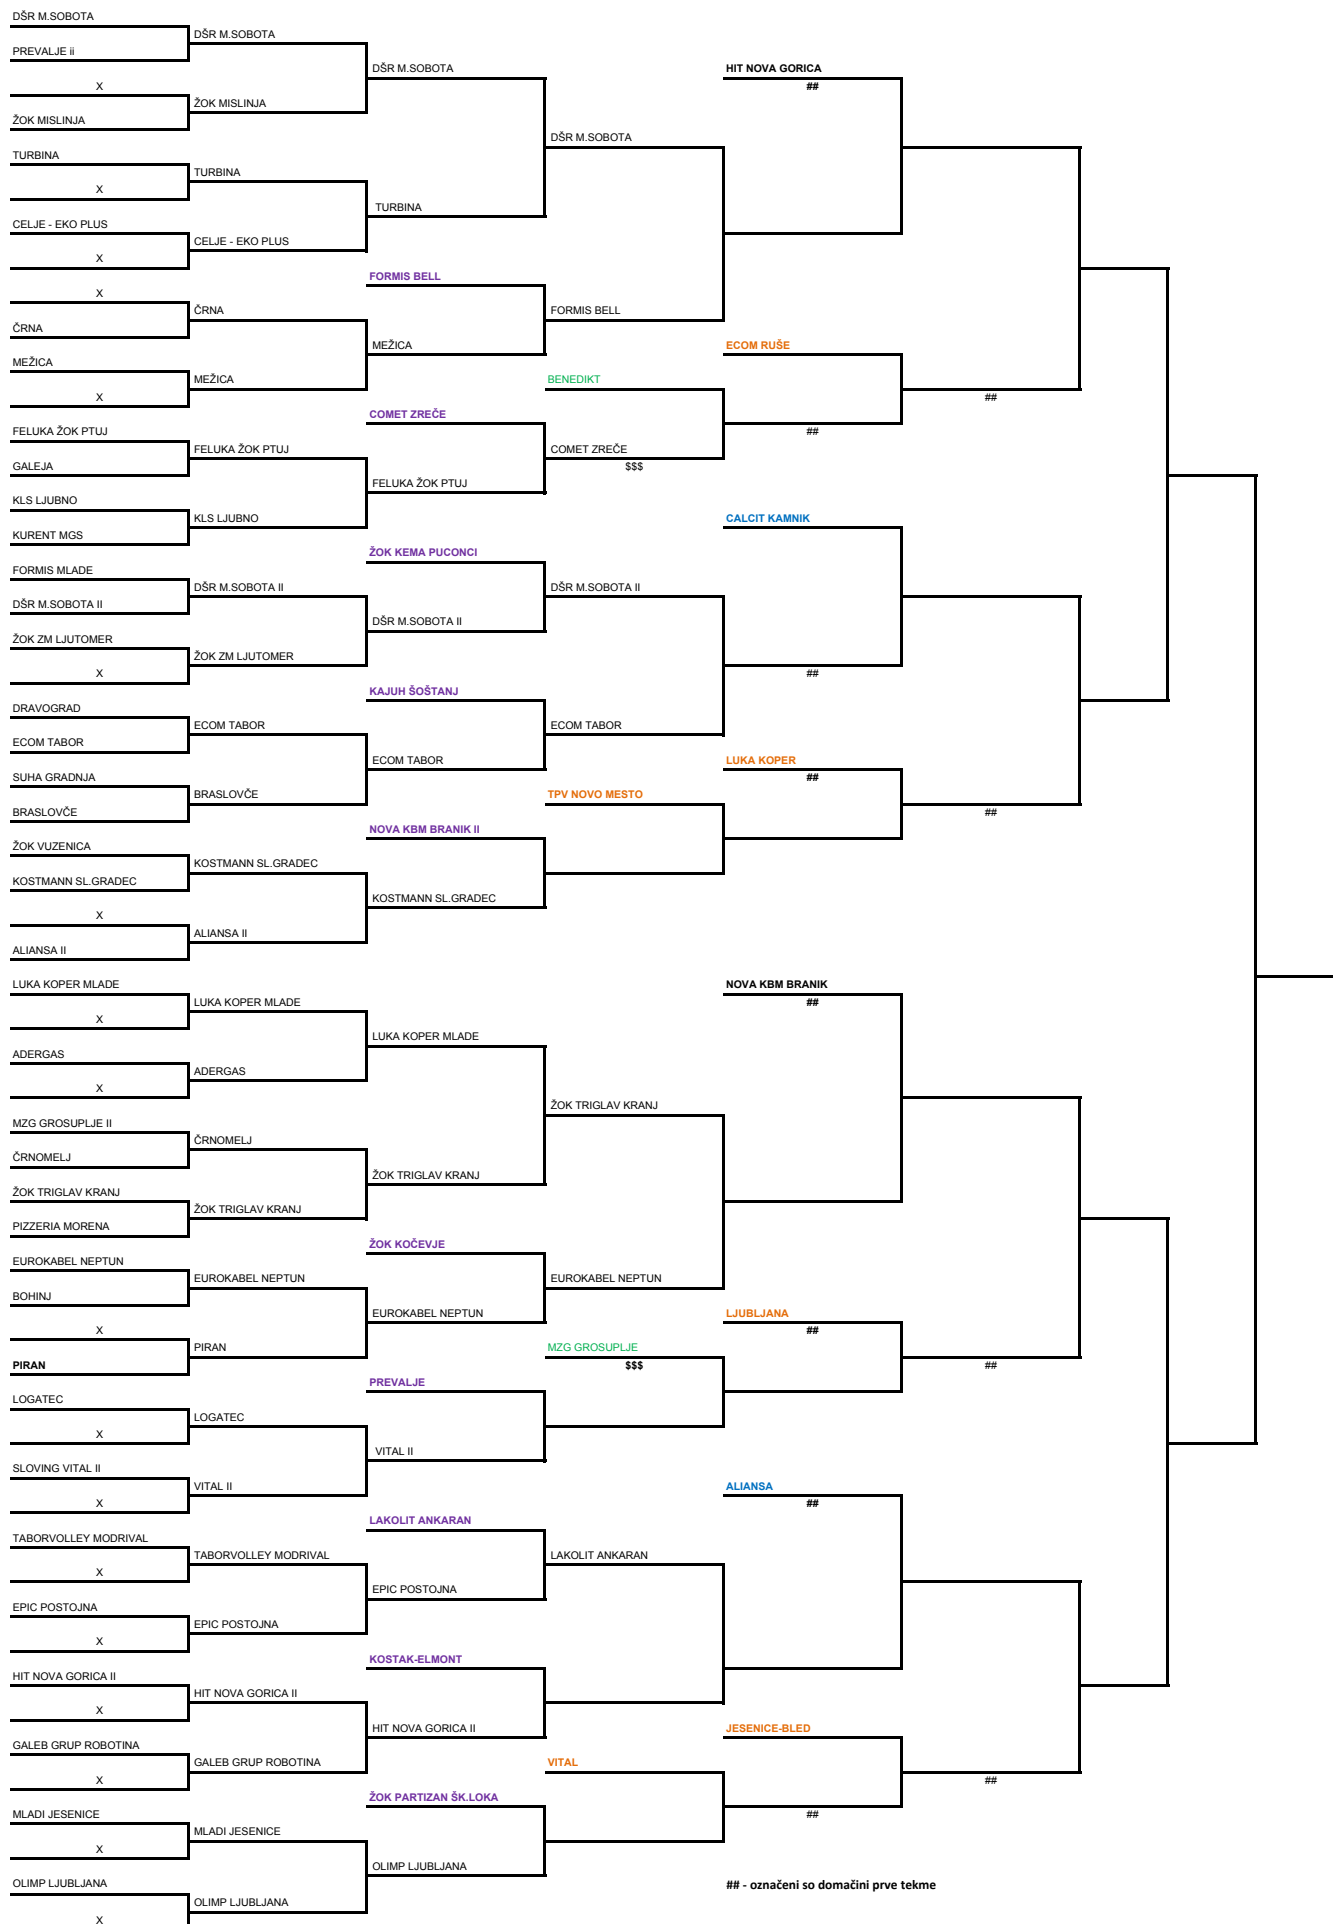 DŠR M.SOBOTA
PREVALJE ii
X
ŽOK MISLINJA
TURBINA
X
CELJE - EKO PLUS
X
X
ČRNA
MEŽICA
X
FELUKA ŽOK PTUJ
GALEJA
KLS LJUBNO
KURENT MGS
FORMIS MLADE
DŠR M.SOBOTA II
ŽOK ZM LJUTOMER
X
DRAVOGRAD
ECOM TABOR
SUHA GRADNJA
BRASLOVČE
ŽOK VUZENICA
KOSTMANN SL.GRADEC
X
ALIANSA II
LUKA KOPER MLADE
X
ADERGAS
X
MZG GROSUPLJE II
ČRNOMELJ
ŽOK TRIGLAV KRANJ
PIZZERIA MORENA
EUROKABEL NEPTUN
BOHINJ
X
PIRAN
LOGATEC
X
SLOVING VITAL II
X
TABORVOLLEY MODRIVAL
X
EPIC POSTOJNA
X
HIT NOVA GORICA II
X
GALEB GRUP ROBOTINA
X
MLADI JESENICE
X
OLIMP LJUBLJANA
X
DŠR M.SOBOTA
ŽOK MISLINJA
TURBINA
CELJE - EKO PLUS
ČRNA
MEŽICA
FELUKA ŽOK PTUJ
KLS LJUBNO
DŠR M.SOBOTA II
ŽOK ZM LJUTOMER
ECOM TABOR
BRASLOVČE
KOSTMANN SL.GRADEC
ALIANSA II
LUKA KOPER MLADE
ADERGAS
ČRNOMELJ
ŽOK TRIGLAV KRANJ
EUROKABEL NEPTUN
PIRAN
LOGATEC
VITAL II
TABORVOLLEY MODRIVAL
EPIC POSTOJNA
HIT NOVA GORICA II
GALEB GRUP ROBOTINA
MLADI JESENICE
OLIMP LJUBLJANA
DŠR M.SOBOTA
TURBINA
FORMIS BELL
MEŽICA
COMET ZREČE
FELUKA ŽOK PTUJ
ŽOK KEMA PUCONCI
DŠR M.SOBOTA II
KAJUH ŠOŠTANJ
ECOM TABOR
NOVA KBM BRANIK II
KOSTMANN SL.GRADEC
LUKA KOPER MLADE
ŽOK TRIGLAV KRANJ
ŽOK KOČEVJE
EUROKABEL NEPTUN
PREVALJE
VITAL II
LAKOLIT ANKARAN
EPIC POSTOJNA
KOSTAK-ELMONT
HIT NOVA GORICA II
ŽOK PARTIZAN ŠK.LOKA
OLIMP LJUBLJANA
DŠR M.SOBOTA
FORMIS BELL
BENEDIKT
COMET ZREČE
$$$
DŠR M.SOBOTA II
ECOM TABOR
TPV NOVO MESTO
ŽOK TRIGLAV KRANJ
EUROKABEL NEPTUN
MZG GROSUPLJE
$$$
LAKOLIT ANKARAN
VITAL
HIT NOVA GORICA
##
ECOM RUŠE
##
CALCIT KAMNIK
##
LUKA KOPER
##
NOVA KBM BRANIK
##
LJUBLJANA
##
ALIANSA
##
JESENICE-BLED
##
## - označeni so domačini prve tekme
##
##
##
##